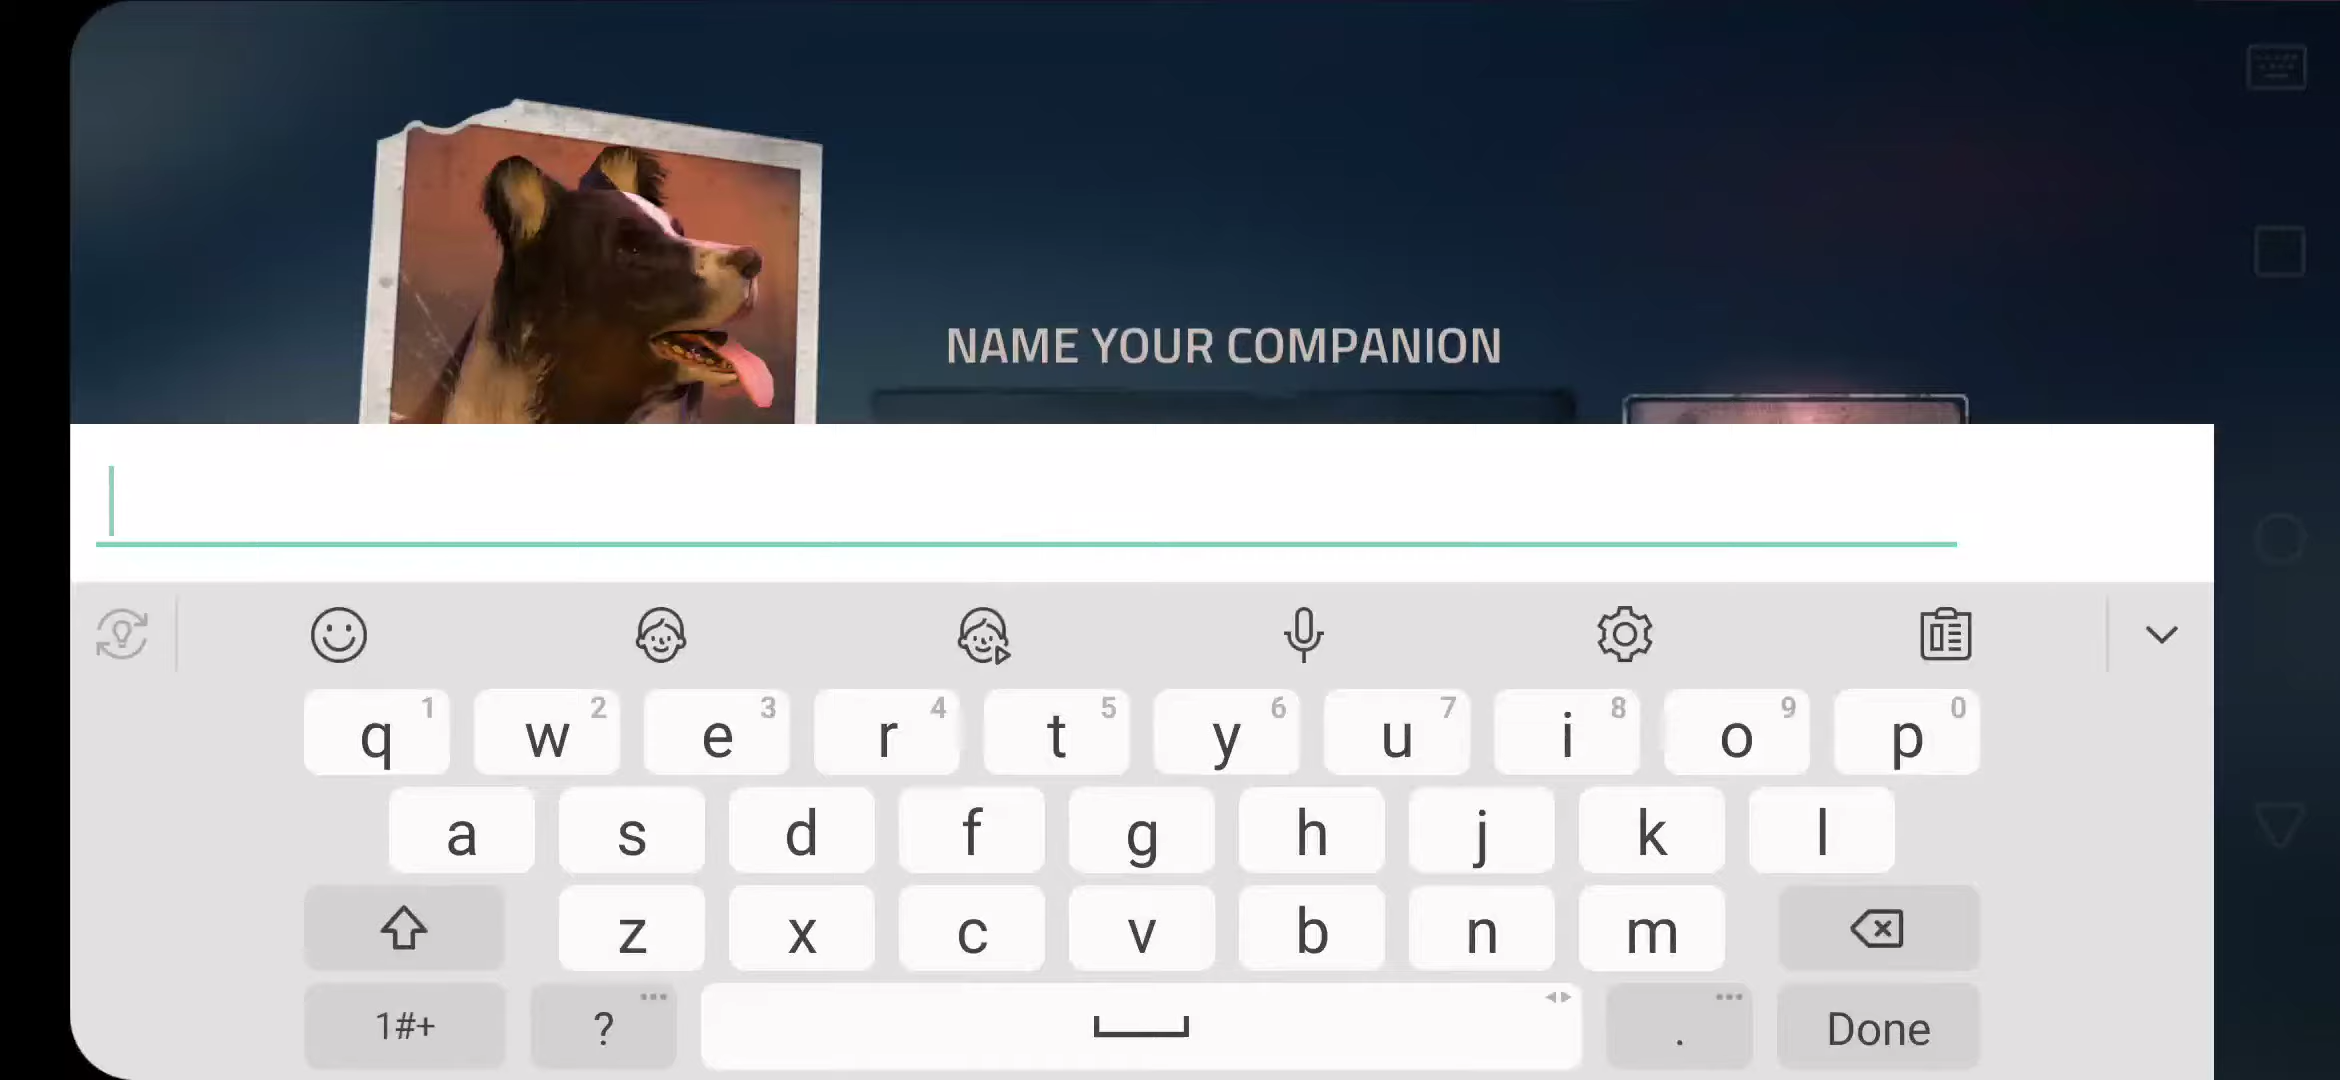 NAME YOUR COMPANION
q 1 w 2 e 3 r 4 t 5 y 6 u 7 i 8 o 9 p 0
a s d f g h j k l
z x c v b n m
1#+ ? . Done